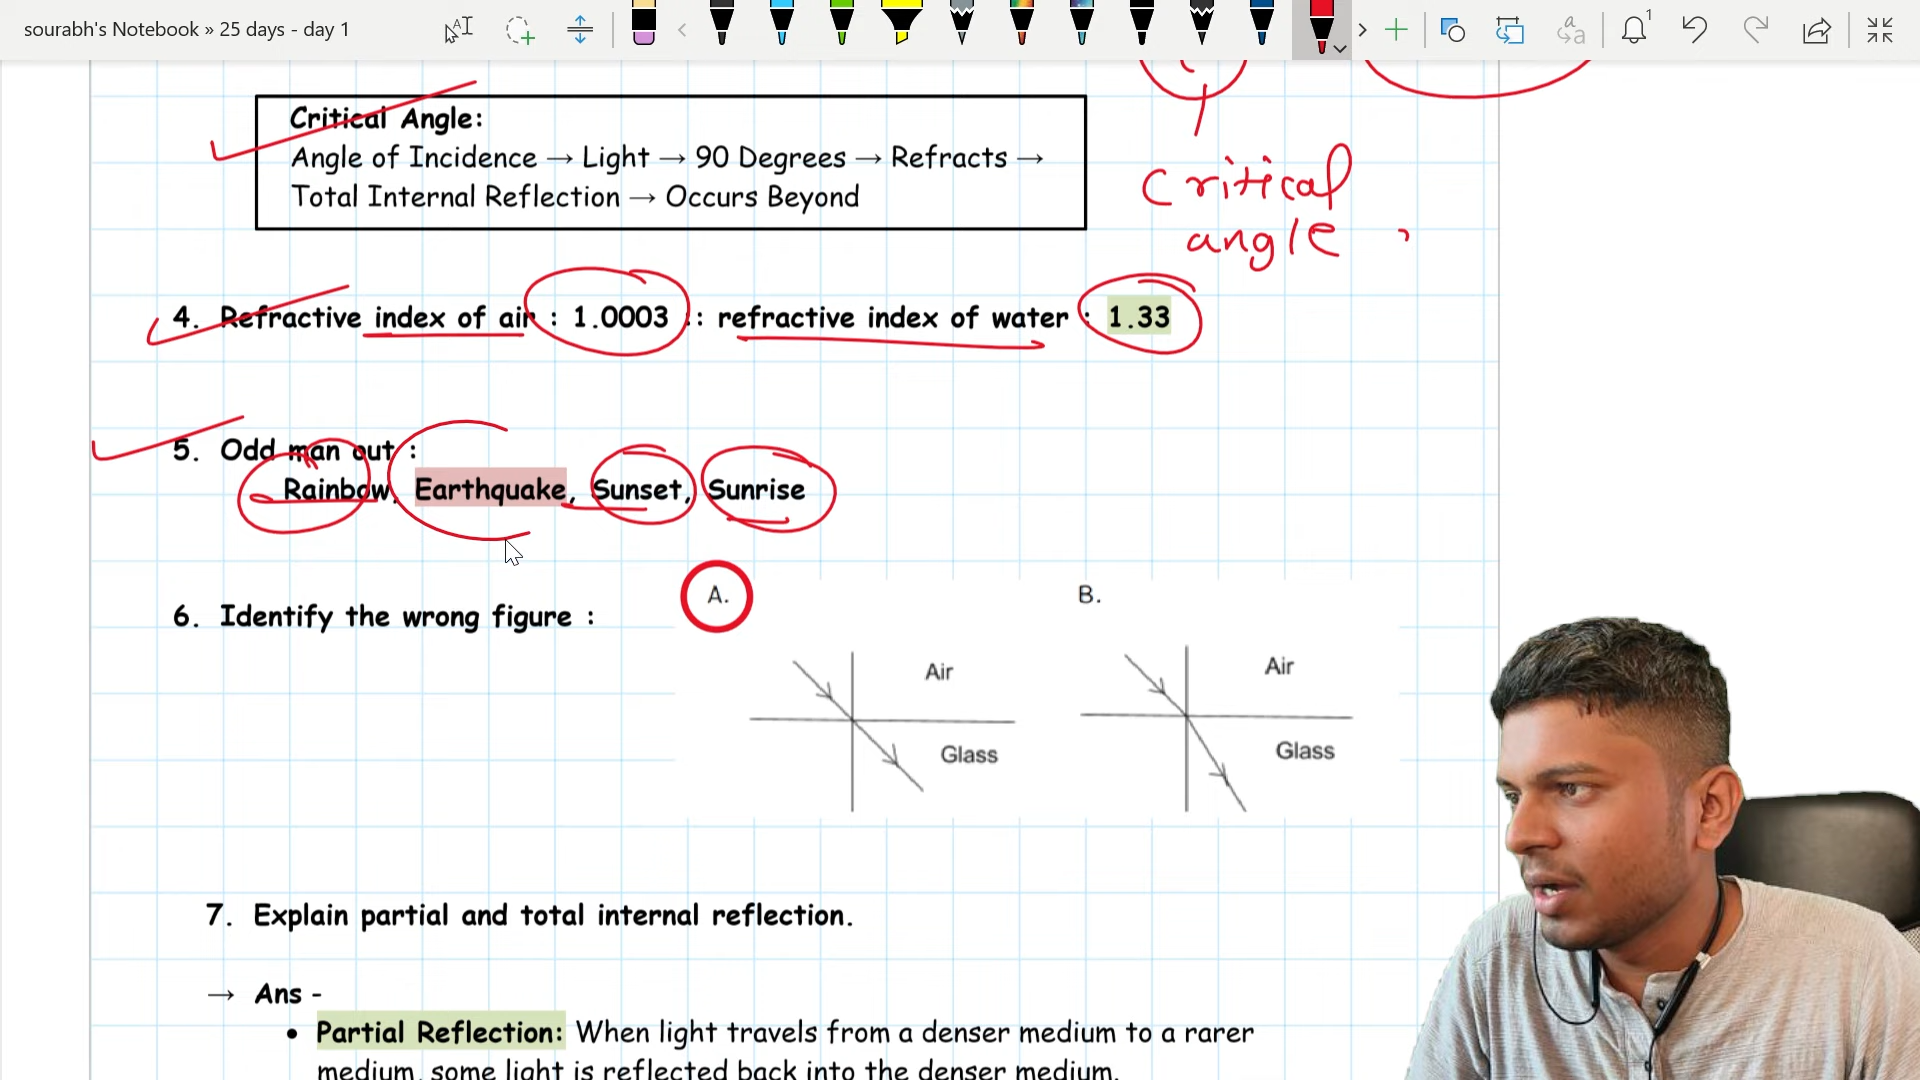 sourabh's Notebook » 25 days - day 1
Critical Angle:
Angle of Incidence → Light → 90 Degrees → Refracts →
Total Internal Reflection → Occurs Beyond
Critical
angle
4. Refractive index of air : 1.0003 :: refractive index of water : 1.33
5. Odd man out :
Rainbow, Earthquake, Sunset, Sunrise
6. Identify the wrong figure :
A.
Air
Glass
B.
Air
Glass
7. Explain partial and total internal reflection.
→ Ans -
• Partial Reflection: When light travels from a denser medium to a rarer
medium, some light is reflected back into the denser medium.